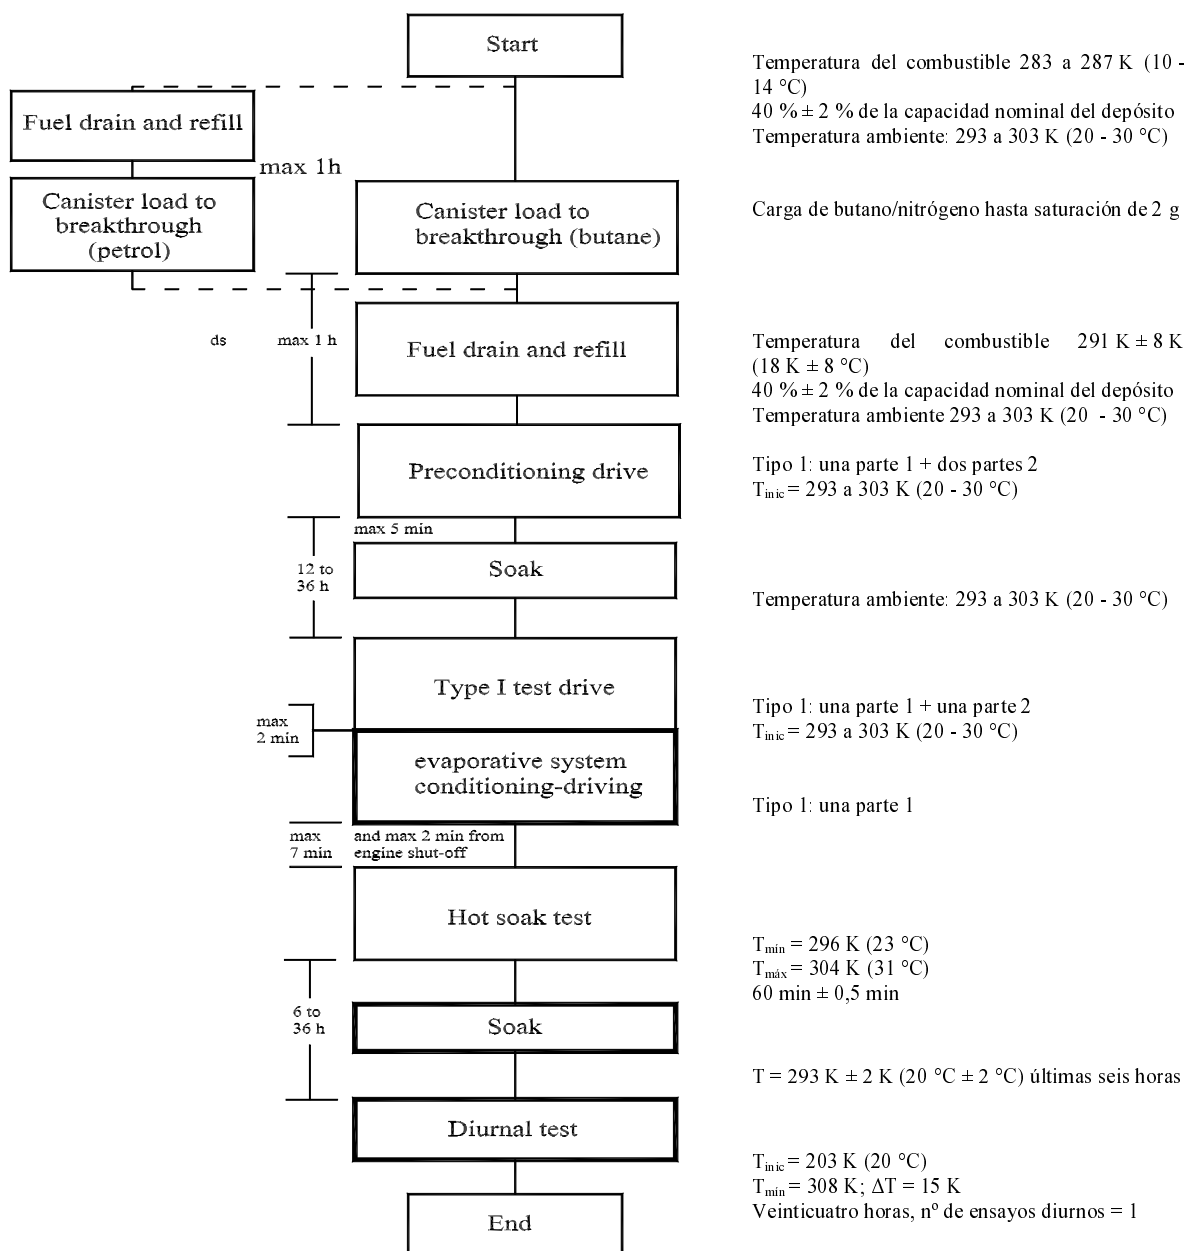 Start
Temperatura del combustible 283 a 287 K (10 -
14 °C)
40 % ± 2 % de la capacidad nominal del depósito
Temperatura ambiente: 293 a 303 K (20 - 30 °C)
Fuel drain and refill
max 1h
Canister load to
breakthrough
(petrol)
Canister load to
breakthrough (butane)
Carga de butano/nitrógeno hasta saturación de 2 g
ds
max 1 h
Fuel drain and refill
Temperatura del combustible 291 K ± 8 K
(18 K ± 8 °C)
40 % ± 2 % de la capacidad nominal del depósito
Temperatura ambiente 293 a 303 K (20 - 30 °C)
Preconditioning drive
Tipo 1: una parte 1 + dos partes 2
Tinic = 293 a 303 K (20 - 30 °C)
max 5 min
12 to
36 h
Soak
Temperatura ambiente: 293 a 303 K (20 - 30 °C)
Type I test drive
Tipo 1: una parte 1 + una parte 2
Tinic = 293 a 303 K (20 - 30 °C)
max
2 min
evaporative system
conditioning-driving
Tipo 1: una parte 1
max
7 min
and max 2 min from
engine shut-off
Hot soak test
Tmín = 296 K (23 °C)
Tmáx = 304 K (31 °C)
60 min ± 0,5 min
6 to
36 h
Soak
T = 293 K ± 2 K (20 °C ± 2 °C) últimas seis horas
Diurnal test
Tinic = 203 K (20 °C)
Tmín = 308 K; ΔT = 15 K
Veinticuatro horas, nº de ensayos diurnos = 1
End